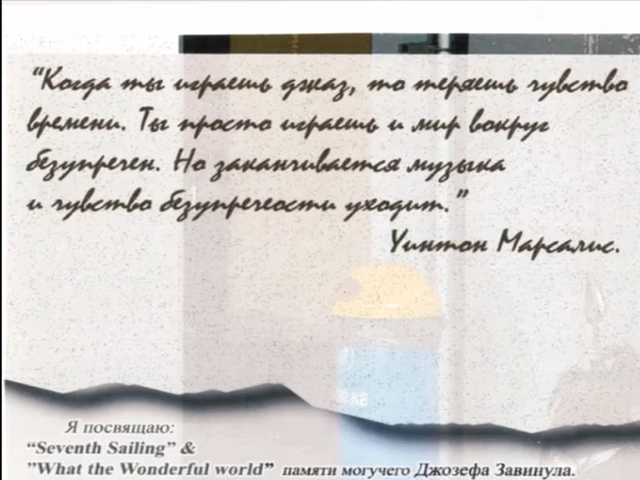 “Когда ты играешь джаз, то теряешь чувство
времени. Ты просто играешь и мир вокруг
безупречен. Но заканчивается музыка
и чувство безупречеости уходит.”
Уинтон Марсалис.
Я посвящаю:
“Seventh Sailing” &
”What the Wonderful world” памяти могучего Джозефа Завинула.